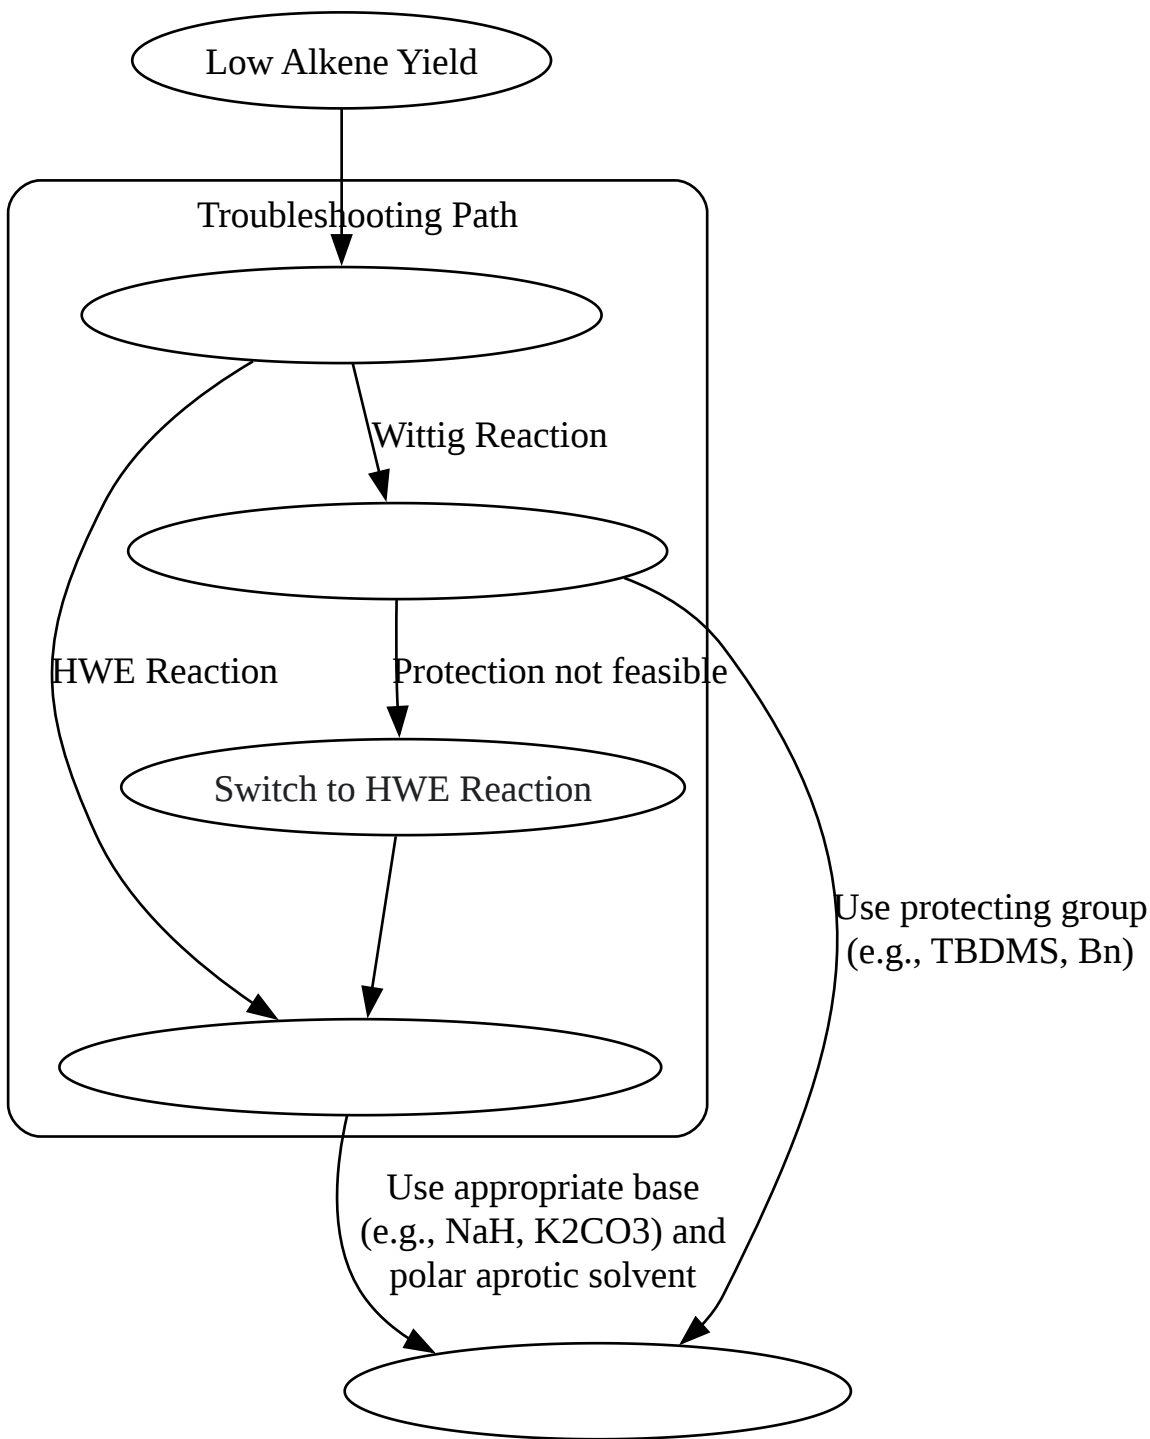 Low Alkene Yield
Troubleshooting Path
Wittig Reaction
HWE Reaction
Protection not feasible
Switch to HWE Reaction
Use protecting group
(e.g., TBDMS, Bn)
Use appropriate base
(e.g., NaH, K2CO3) and
polar aprotic solvent